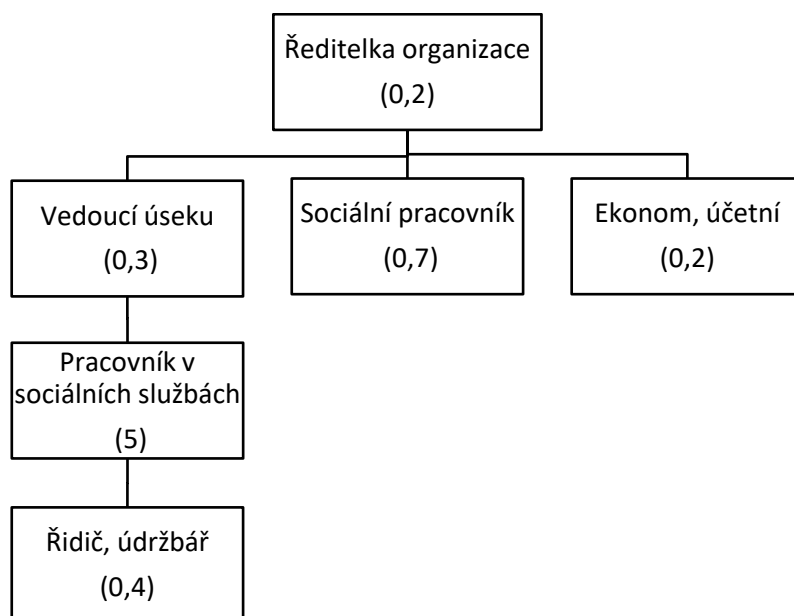 Ředitelka organizace
(0,2)
Vedoucí úseku
(0,3)
Sociální pracovník
(0,7)
Ekonom, účetní
(0,2)
Pracovník v
sociálních službách
(5)
Řidič, údržbář
(0,4)